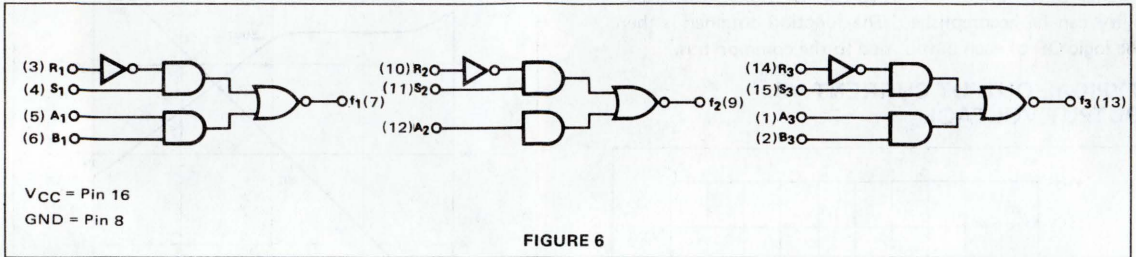 (3) R1
(4) S1
(5) A1
(6) B1
f1(7)
(10) R2
(11) S2
(12) A2
f2(9)
(14) R3
(15) S3
(1) A3
(2) B3
f3 (13)
VCC = Pin 16
GND = Pin 8
FIGURE 6